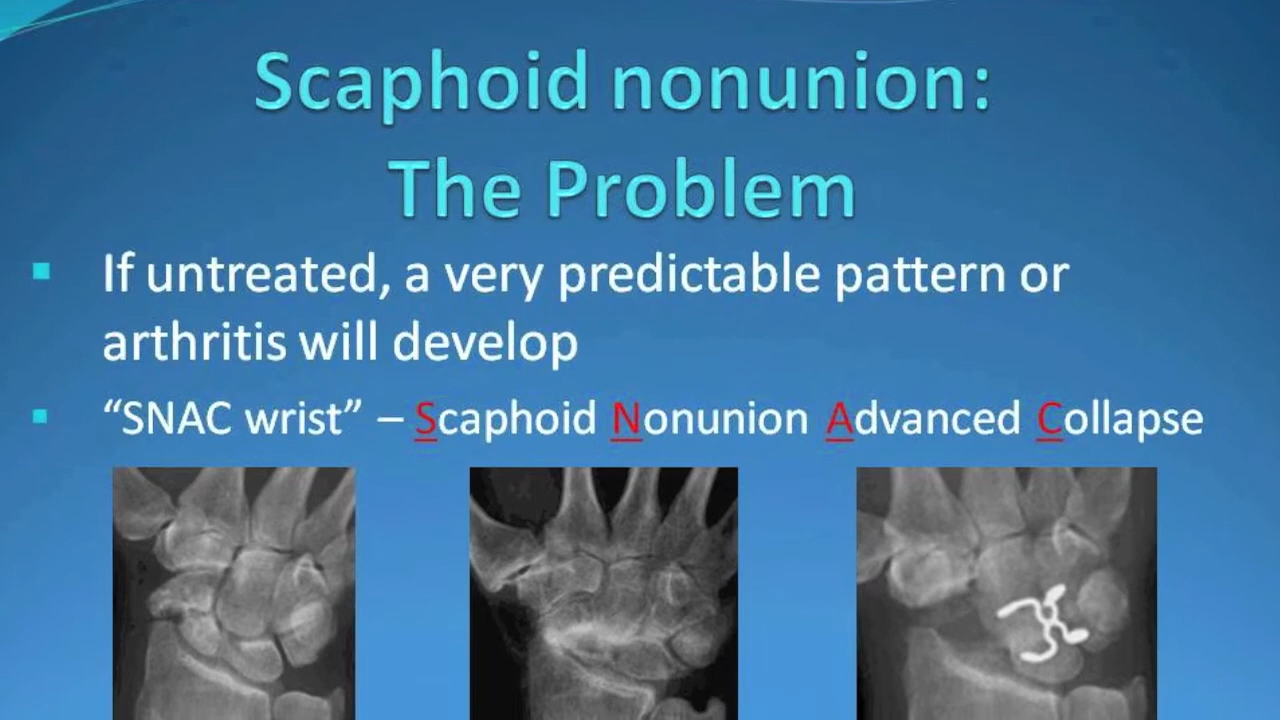 Scaphoid nonunion:
The Problem
▪ If untreated, a very predictable pattern or
arthritis will develop
▪ “SNAC wrist” – Scaphoid Nonunion Advanced Collapse